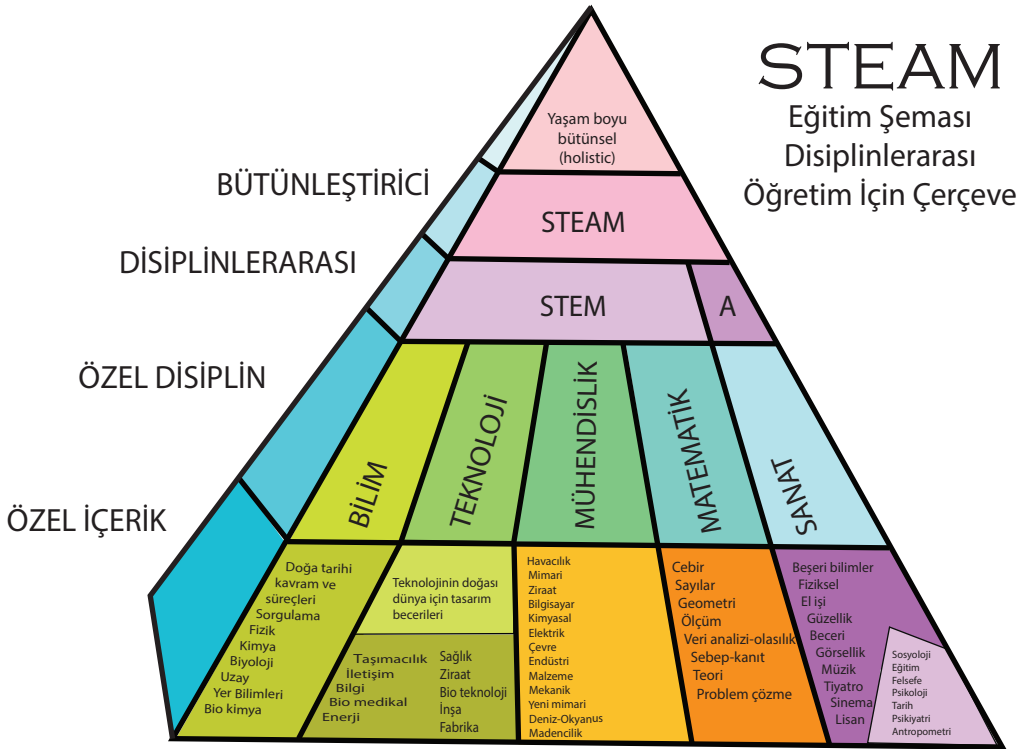 STEAM
Eğitim Şeması
Disiplinlerarası
Öğretim İçin Çerçeve
Yaşam boyu
bütünsel
(holistic)
BÜTÜNLEŞTİRİCİ
STEAM
DİSİPLİNLERARASI
STEM
A
ÖZEL DİSİPLİN
BİLİM
TEKNOLOJİ
MÜHENDİSLİK
MATEMATİK
SANAT
ÖZEL İÇERİK
Doğa tarihi
kavram ve
süreçleri
Sorgulama
Fizik
Kimya
Biyoloji
Uzay
Yer Bilimleri
Bio kimya
Teknolojinin doğası
dünya için tasarım
becerileri
Taşımacılık
İletişim
Bilgi
Bio medikal
Enerji
Sağlık
Ziraat
Bio teknoloji
İnşa
Fabrika
Havacılık
Mimari
Ziraat
Bilgisayar
Kimyasal
Elektrik
Çevre
Endüstri
Malzeme
Mekanik
Yeni mimari
Deniz-Okyanus
Madencilik
Cebir
Sayılar
Geometri
Ölçüm
Veri analizi-olasılık
Sebep-kanıt
Teori
Problem çözme
Beşeri bilimler
Fiziksel
El işi
Güzellik
Beceri
Görsellik
Müzik
Tiyatro
Sinema
Lisan
Sosyoloji
Eğitim
Felsefe
Psikoloji
Tarih
Psikiyatri
Antropometri